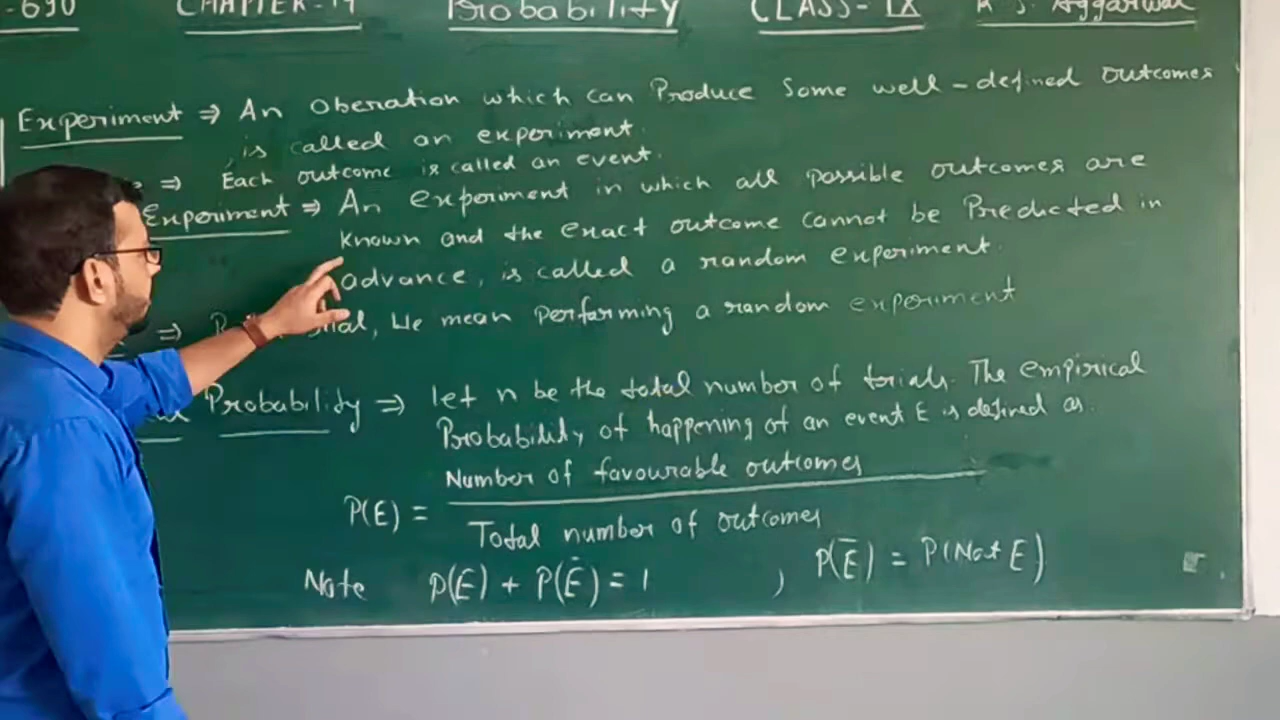 -690 CHAPTER-19 Probability CLASS-IX R S. Aggarwal
Experiment ⇒ An Oberation which can Produce Some well-defined outcomes
, is called an experiment.
⇒ Each outcome is called an event.
Experiment ⇒ An experiment in which all possible outcomes are
known and the exact outcome cannot be Predicted in
advance, is called a random experiment.
⇒ We mean performing a random experiment
Probability ⇒ let n be the total number of trials. The empirical
Probability of happening of an event E is defined as.
Number of favourable outcomes
P(E) =
Total number of outcomes
Note P(E) + P(Ē) = 1 , P(Ē) = P(Not E)